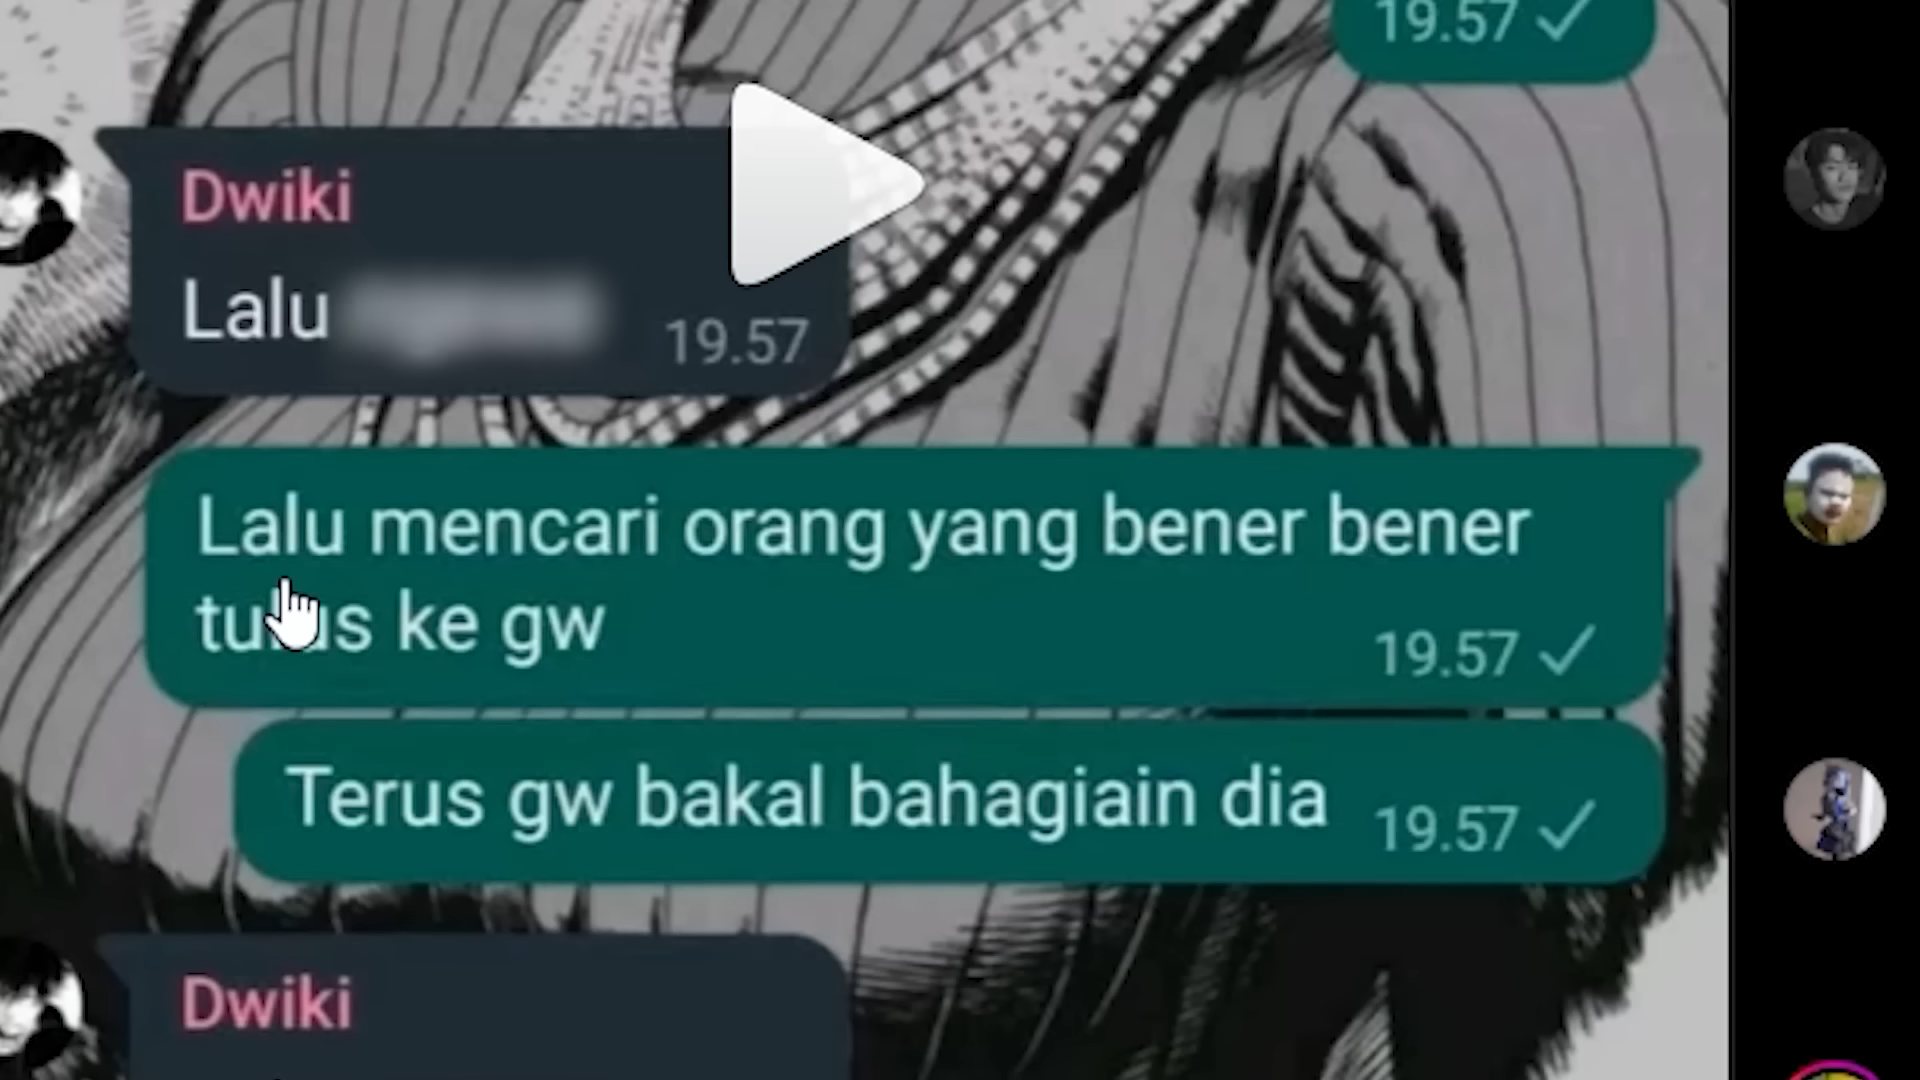 19.57
Dwiki
Lalu
19.57
Lalu mencari orang yang bener bener
tulus ke gw
19.57
Terus gw bakal bahagiain dia
19.57
Dwiki